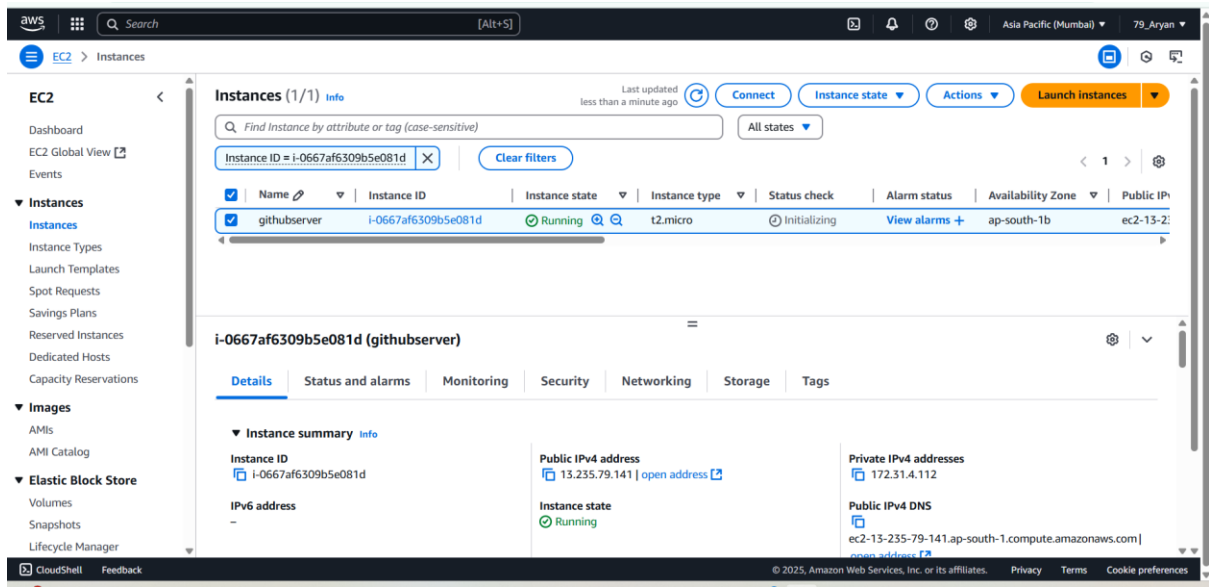 aws Search [Alt+S] Asia Pacific (Mumbai) 79_Aryan
EC2 > Instances
EC2
Dashboard
EC2 Global View
Events
Instances
Instances
Instance Types
Launch Templates
Spot Requests
Savings Plans
Reserved Instances
Dedicated Hosts
Capacity Reservations
Images
AMIs
AMI Catalog
Elastic Block Store
Volumes
Snapshots
Lifecycle Manager
Instances (1/1) Info
Last updated
less than a minute ago
Connect Instance state Actions Launch instances
Find Instance by attribute or tag (case-sensitive) All states
Instance ID = i-0667af6309b5e081d Clear filters
1
Name Instance ID Instance state Instance type Status check Alarm status Availability Zone Public IPv
githubserver i-0667af6309b5e081d Running t2.micro Initializing View alarms + ap-south-1b ec2-13-23
i-0667af6309b5e081d (githubserver)
Details Status and alarms Monitoring Security Networking Storage Tags
Instance summary Info
Instance ID
i-0667af6309b5e081d
Public IPv4 address
13.235.79.141 | open address
Private IPv4 addresses
172.31.4.112
IPv6 address
–
Instance state
Running
Public IPv4 DNS
ec2-13-235-79-141.ap-south-1.compute.amazonaws.com |
open address
CloudShell Feedback © 2025, Amazon Web Services, Inc. or its affiliates. Privacy Terms Cookie preferences